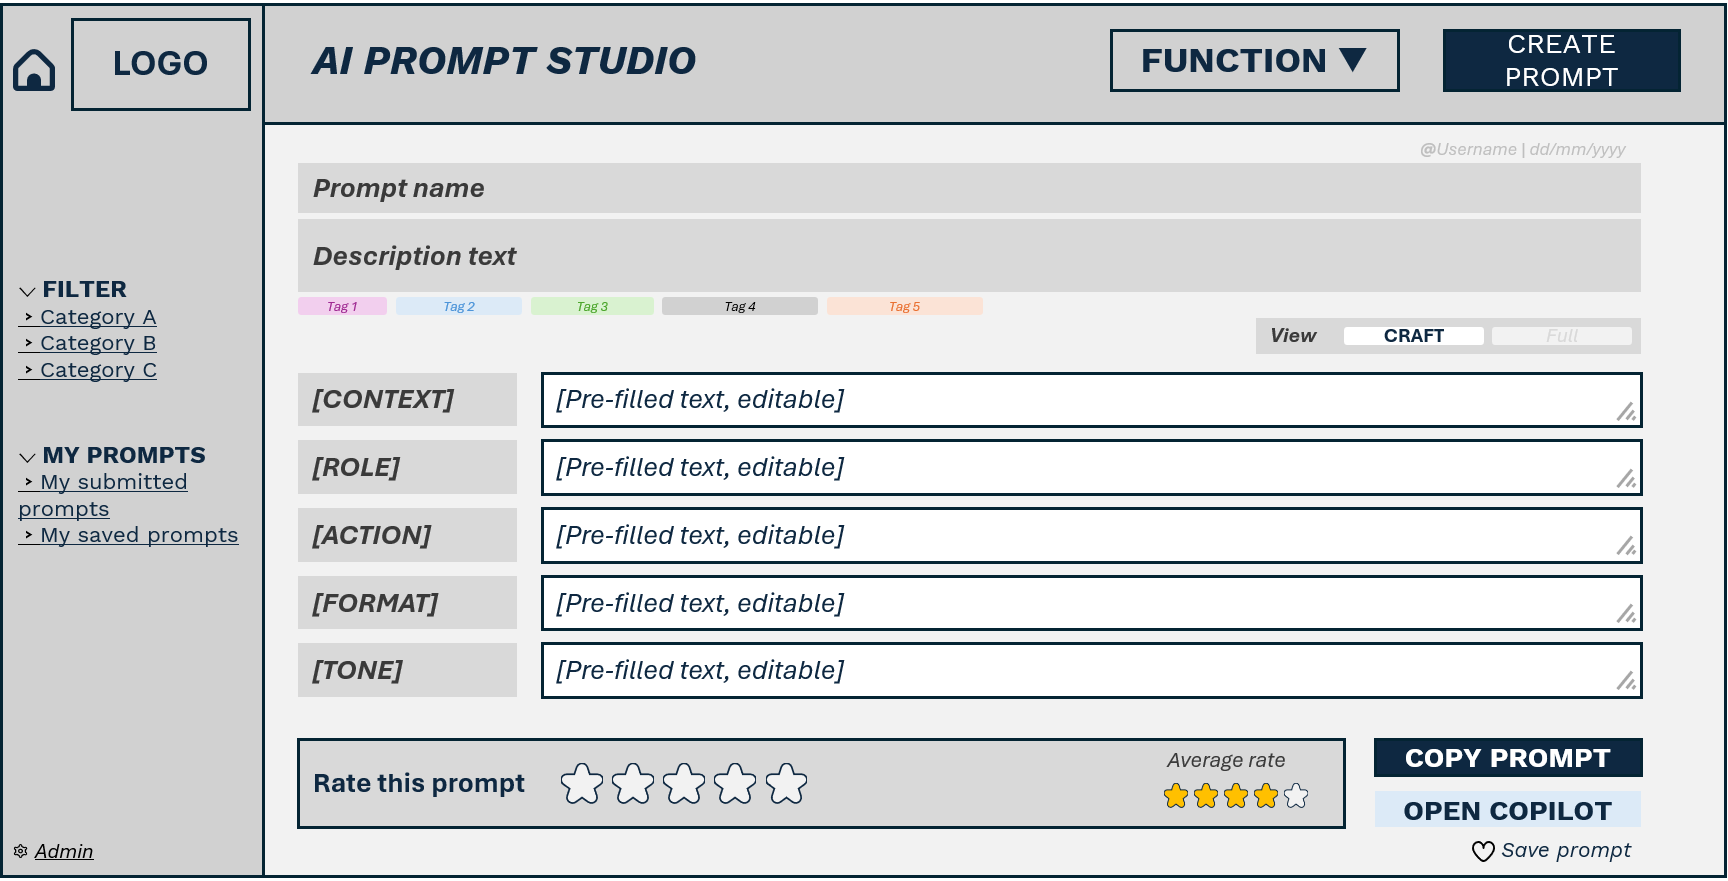 LOGO
AI PROMPT STUDIO
FUNCTION ▼
CREATE
PROMPT
@Username | dd/mm/yyyy
Prompt name
Description text
Tag 1 Tag 2 Tag 3 Tag 4 Tag 5
View CRAFT Full
FILTER
> Category A
> Category B
> Category C
MY PROMPTS
> My submitted
prompts
> My saved prompts
Admin
[CONTEXT] [Pre-filled text, editable]
[ROLE] [Pre-filled text, editable]
[ACTION] [Pre-filled text, editable]
[FORMAT] [Pre-filled text, editable]
[TONE] [Pre-filled text, editable]
Rate this prompt
Average rate
COPY PROMPT
OPEN COPILOT
Save prompt